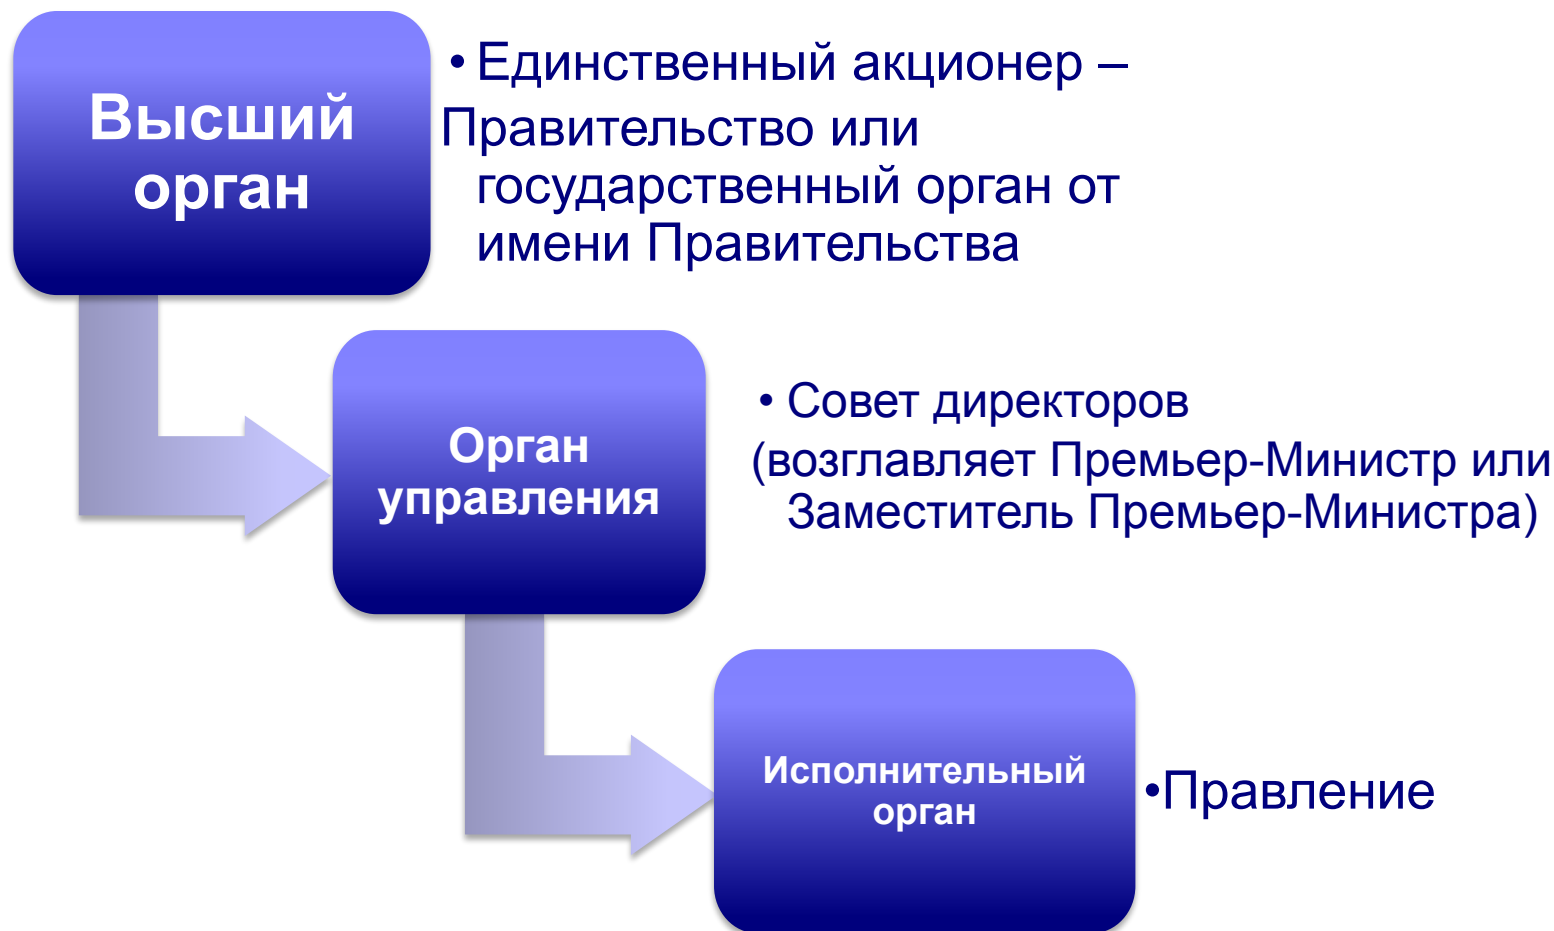 Высший
орган
• Единственный акционер –
Правительство или
государственный орган от
имени Правительства
Орган
управления
• Совет директоров
(возглавляет Премьер-Министр или
Заместитель Премьер-Министра)
Исполнительный
орган
•Правление